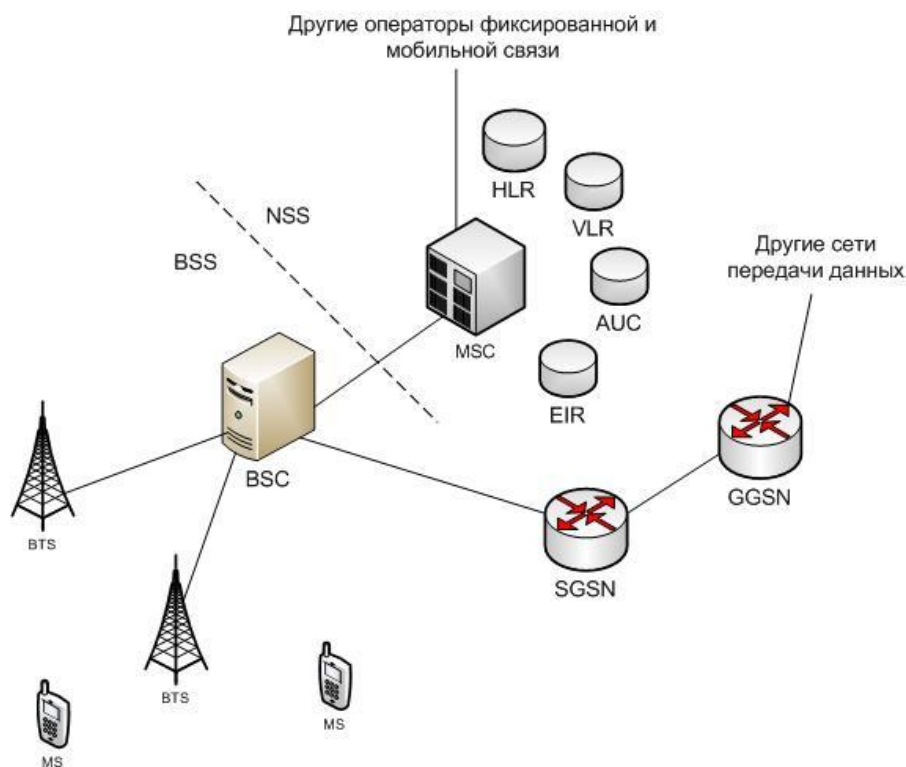 Другие операторы фиксированной и
мобильной связи
HLR
VLR
NSS
BSS
Другие сети
передачи данных
AUC
MSC
EIR
BSC
GGSN
SGSN
BTS
BTS
MS
MS